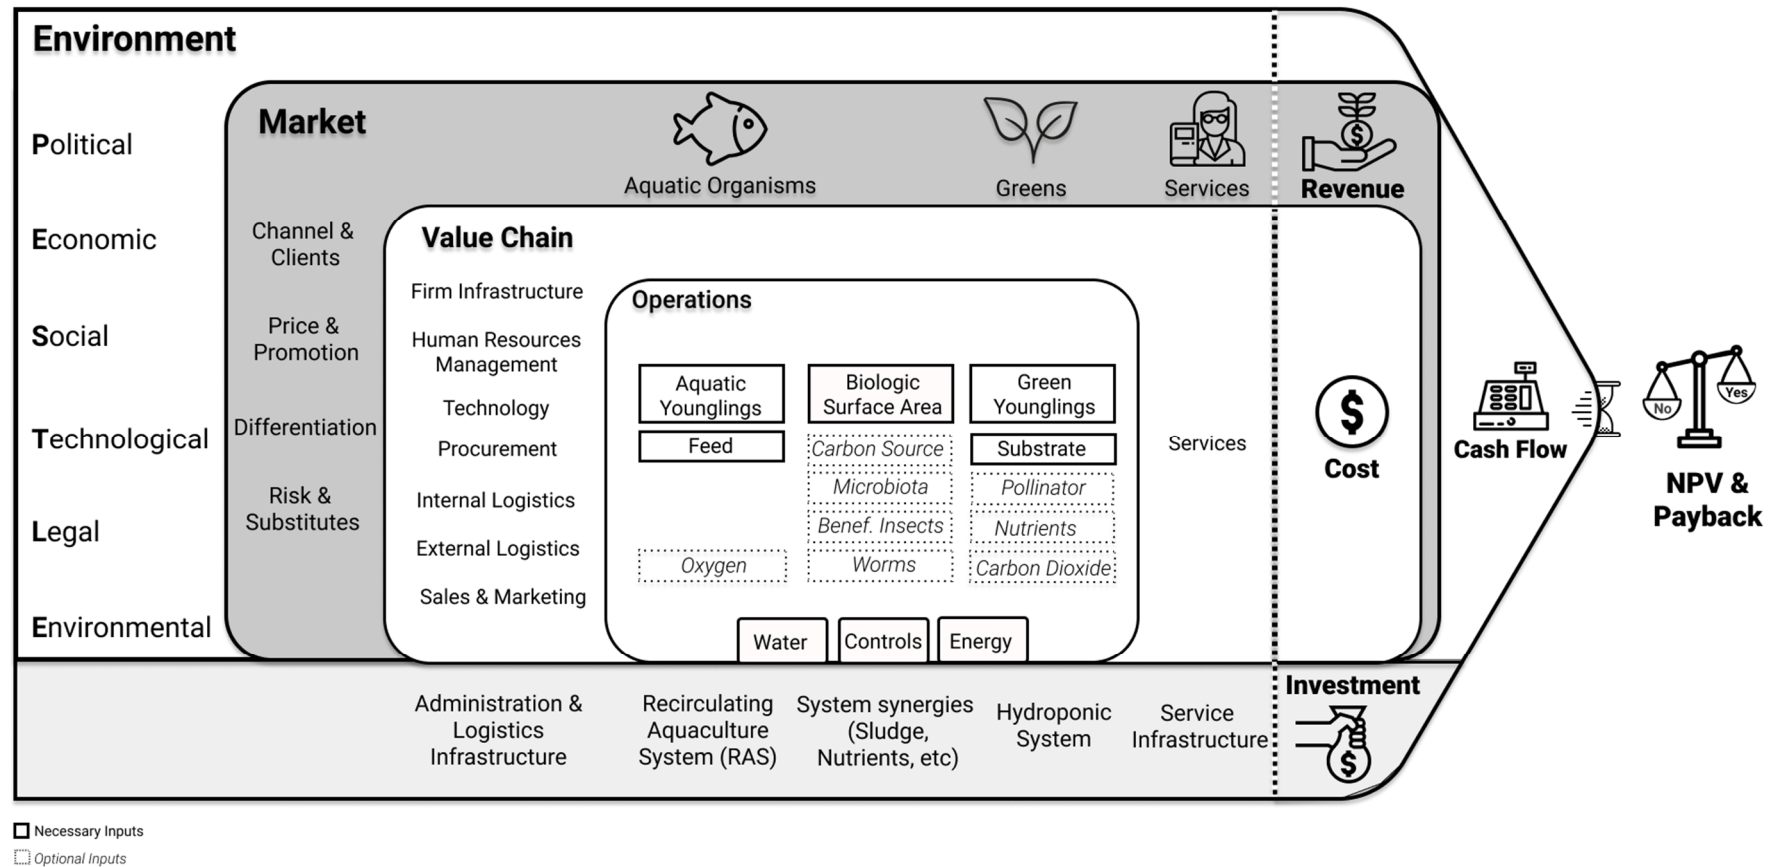 Environment
Political
Economic
Social
Technological
Legal
Environmental
Market
Aquatic Organisms
Greens
Services
Revenue
Channel &
Clients
Price &
Promotion
Differentiation
Risk &
Substitutes
Value Chain
Firm Infrastructure
Human Resources
Management
Technology
Procurement
Internal Logistics
External Logistics
Sales & Marketing
Operations
Aquatic
Younglings
Feed
Oxygen
Biologic
Surface Area
Carbon Source
Microbiota
Benef. Insects
Worms
Green
Younglings
Substrate
Pollinator
Nutrients
Carbon Dioxide
Water
Controls
Energy
Services
$
$
Cost
Cash Flow
No
Yes
NPV &
Payback
Administration &
Logistics
Infrastructure
Recirculating
Aquaculture
System (RAS)
System synergies
(Sludge,
Nutrients, etc)
Hydroponic
System
Service
Infrastructure
Investment
$
Necessary Inputs
Optional Inputs